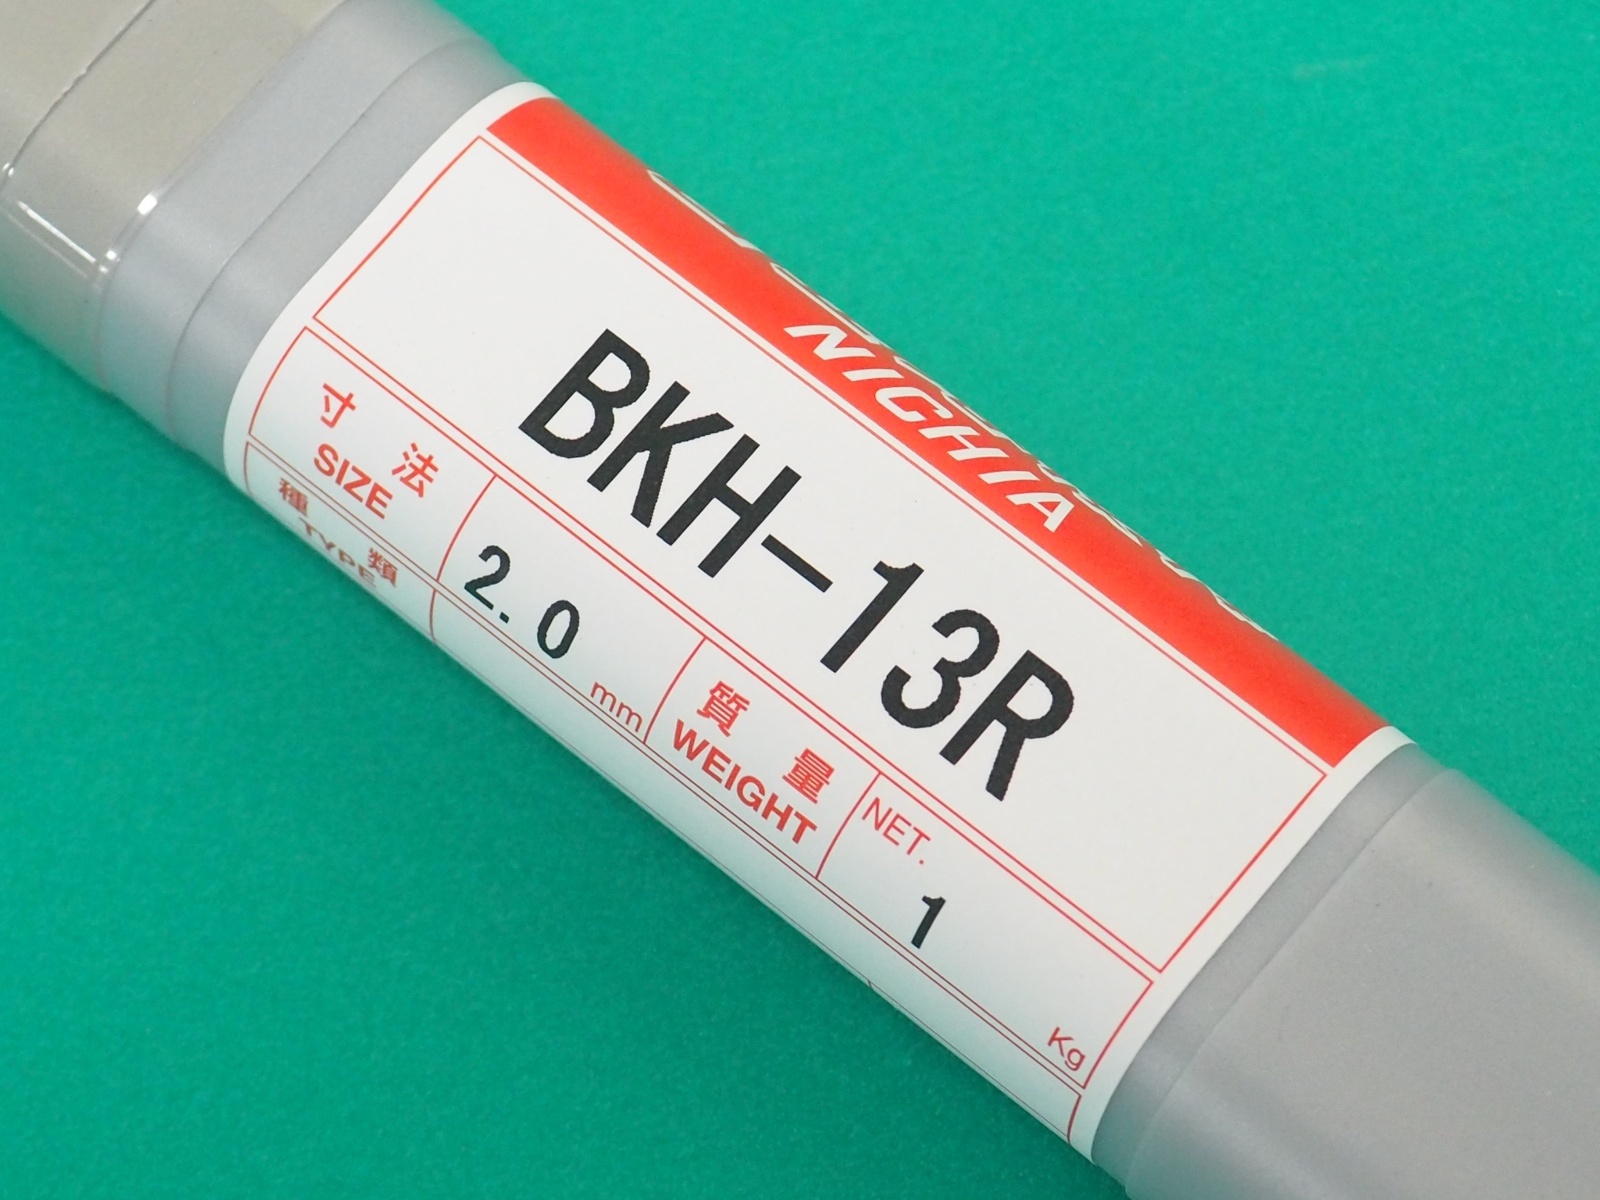 NICHIA
BKH-13R
寸 法 2.0 mm 質 量 NET. 1 Kg
SIZE WEIGHT
種 類
TYPE